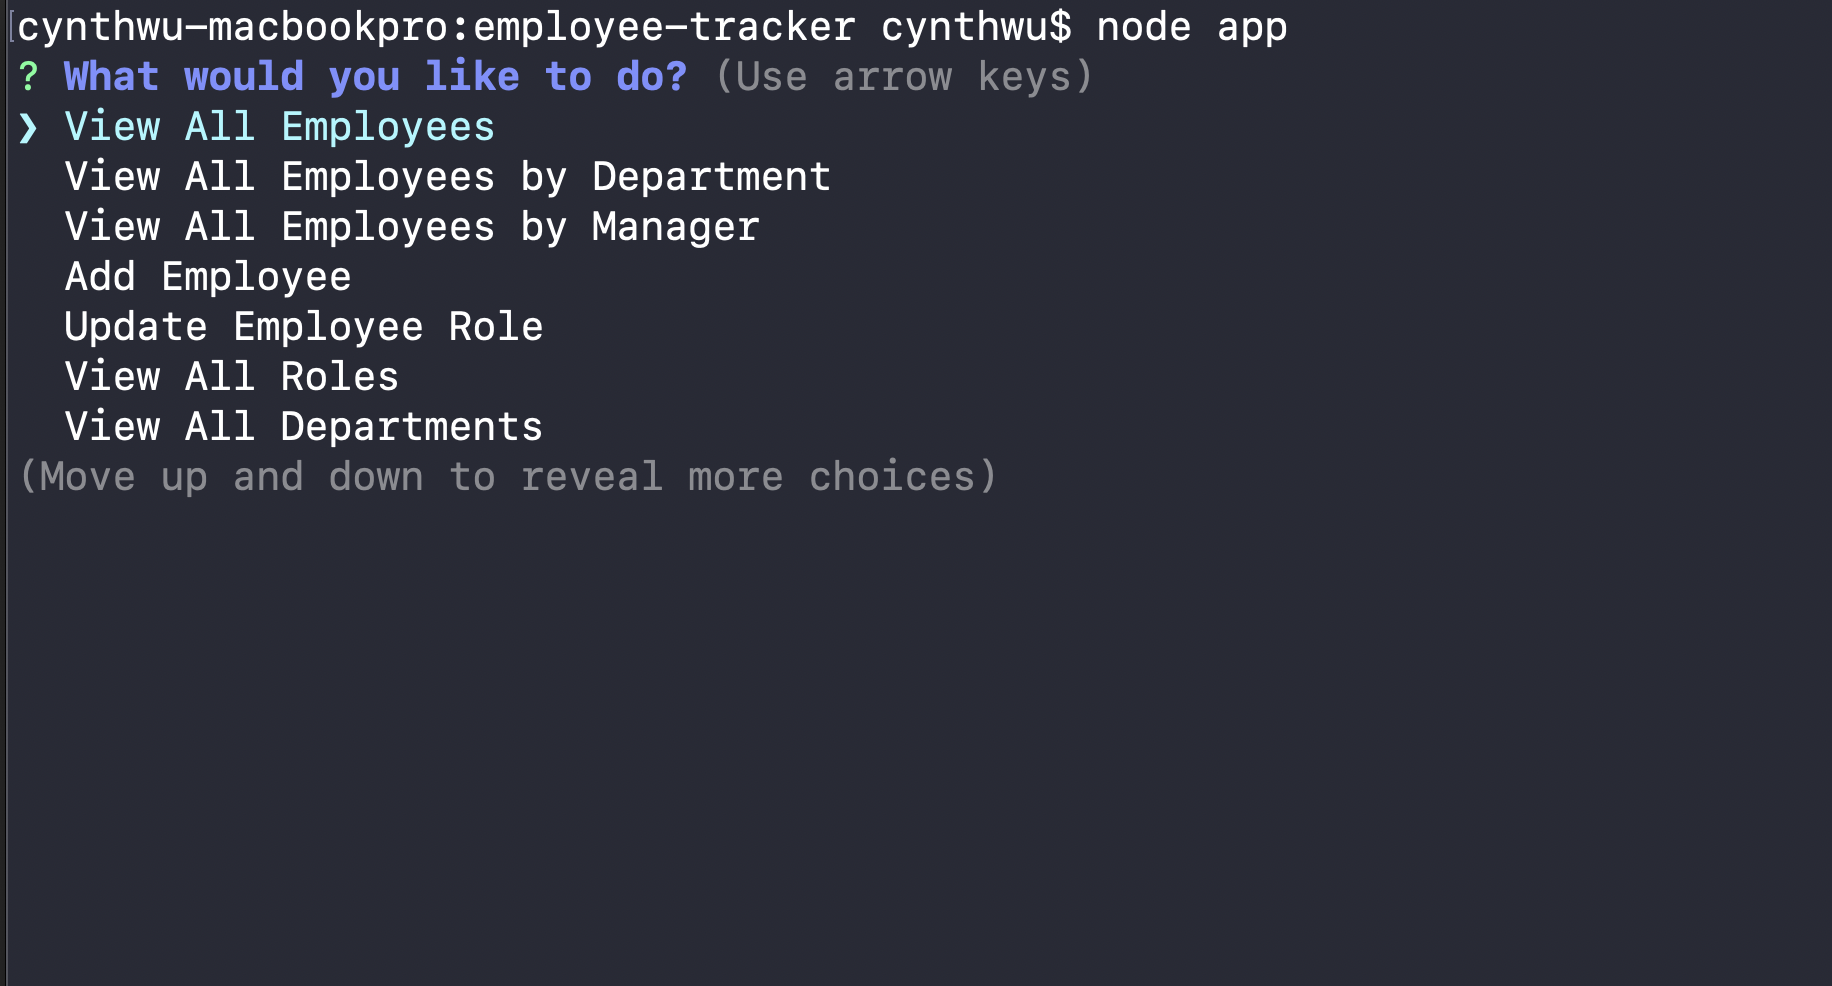 cynthwu-macbookpro:employee-tracker cynthwu$ node app
? What would you like to do? (Use arrow keys)
❯ View All Employees
View All Employees by Department
View All Employees by Manager
Add Employee
Update Employee Role
View All Roles
View All Departments
(Move up and down to reveal more choices)